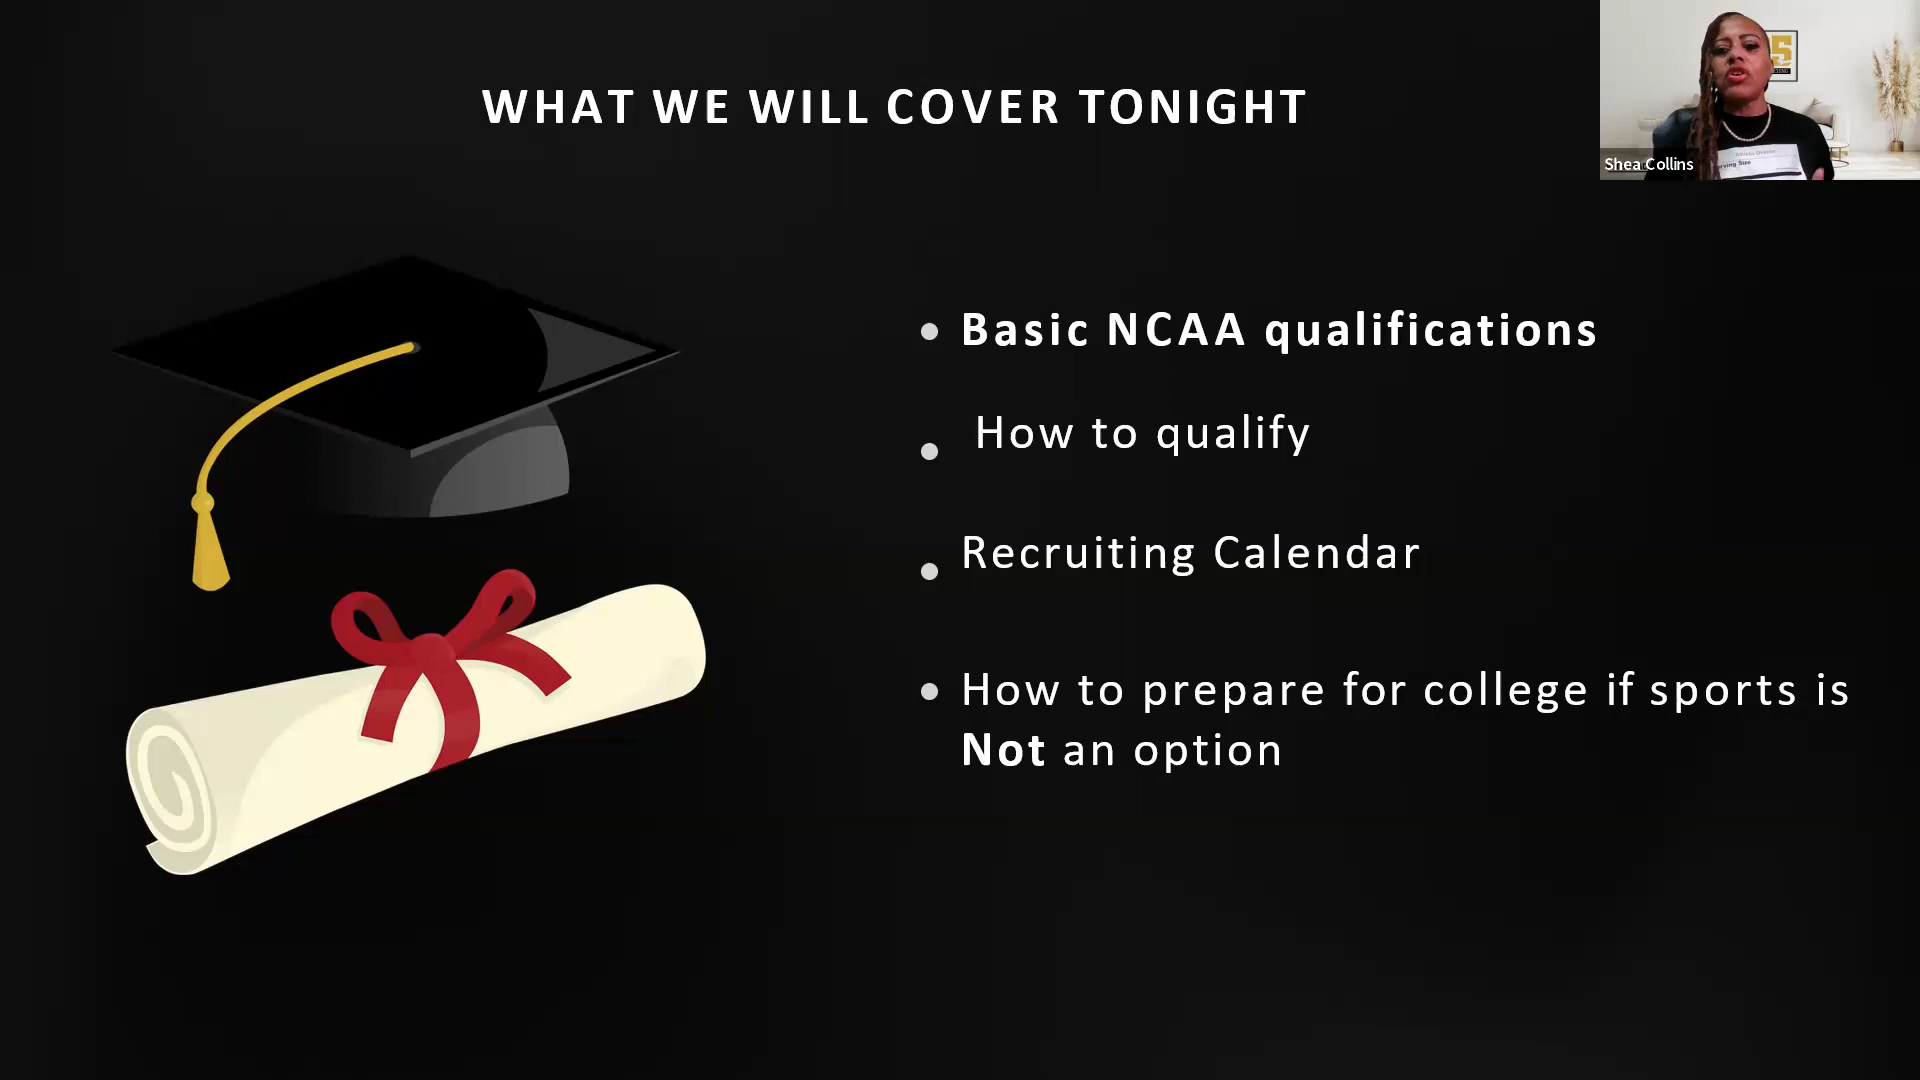 WHAT WE WILL COVER TONIGHT
Shea Collins
Basic NCAA qualifications
How to qualify
Recruiting Calendar
How to prepare for college if sports is
Not an option